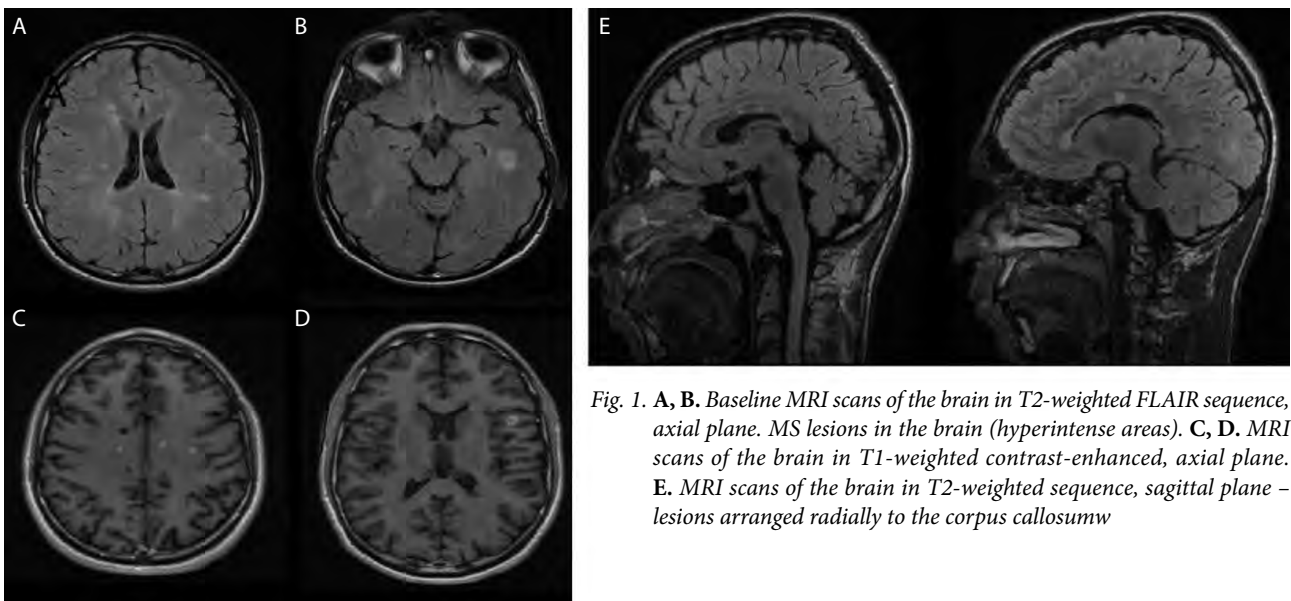 A
B
E
A
C
D
Fig. 1. A, B. Baseline MRI scans of the brain in T2-weighted FLAIR sequence,
axial plane. MS lesions in the brain (hyperintense areas). C, D. MRI
scans of the brain in T1-weighted contrast-enhanced, axial plane.
E. MRI scans of the brain in T2-weighted sequence, sagittal plane –
lesions arranged radially to the corpus callosumw